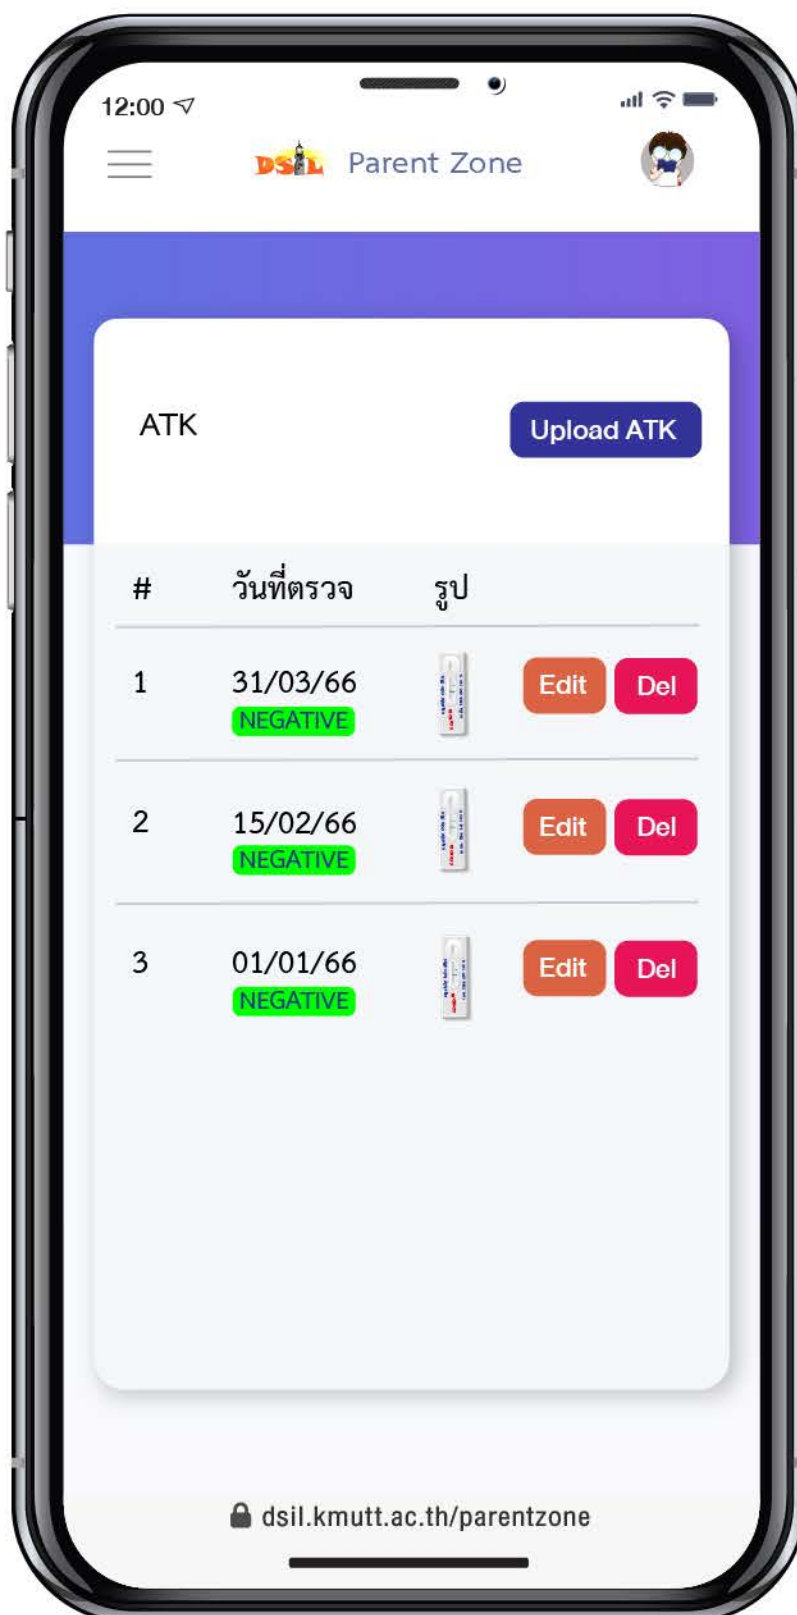 12:00
DSIL Parent Zone
ATK
Upload ATK
# วันที่ตรวจ รูป
1 31/03/66 Edit Del
NEGATIVE
2 15/02/66 Edit Del
NEGATIVE
3 01/01/66 Edit Del
NEGATIVE
dsil.kmutt.ac.th/parentzone